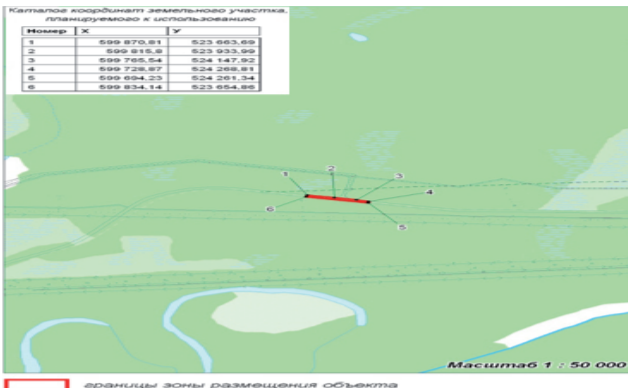 Каталог координат земельного участка,
планируемого к использованию
Номер X У
1 599 870,81 523 663,69
2 599 815,8 523 933,99
3 599 765,54 524 147,92
4 599 728,87 524 268,81
5 599 694,23 524 261,34
6 599 834,14 523 654,86
1 2 3
4
6
5
Масштаб 1 : 50 000
границы зоны размещения объекта